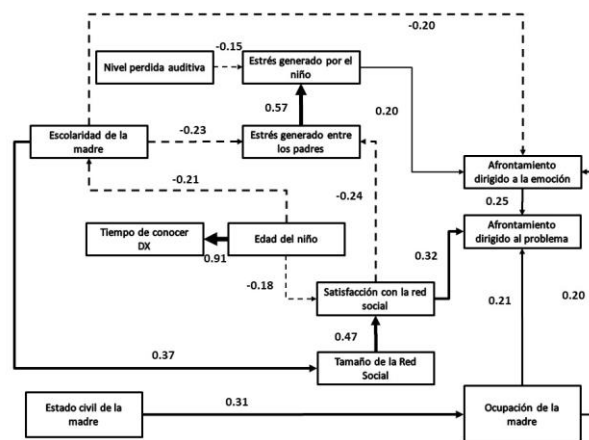 -0.20
-0.15
Nivel perdida auditiva
Estrés generado por el
niño
0.57
0.20
Escolaridad de la
madre
-0.23
Estrés generado entre
los padres
-0.21
-0.24
Afrontamiento
dirigido a la emoción
0.25
Tiempo de conocer
DX
Edad del niño
Afrontamiento
dirigido al problema
0.91
-0.18
0.32
Satisfacción con la red
social
0.21
0.20
0.47
0.37
Tamaño de la Red
Social
Estado civil de la
madre
0.31
Ocupación de la
madre